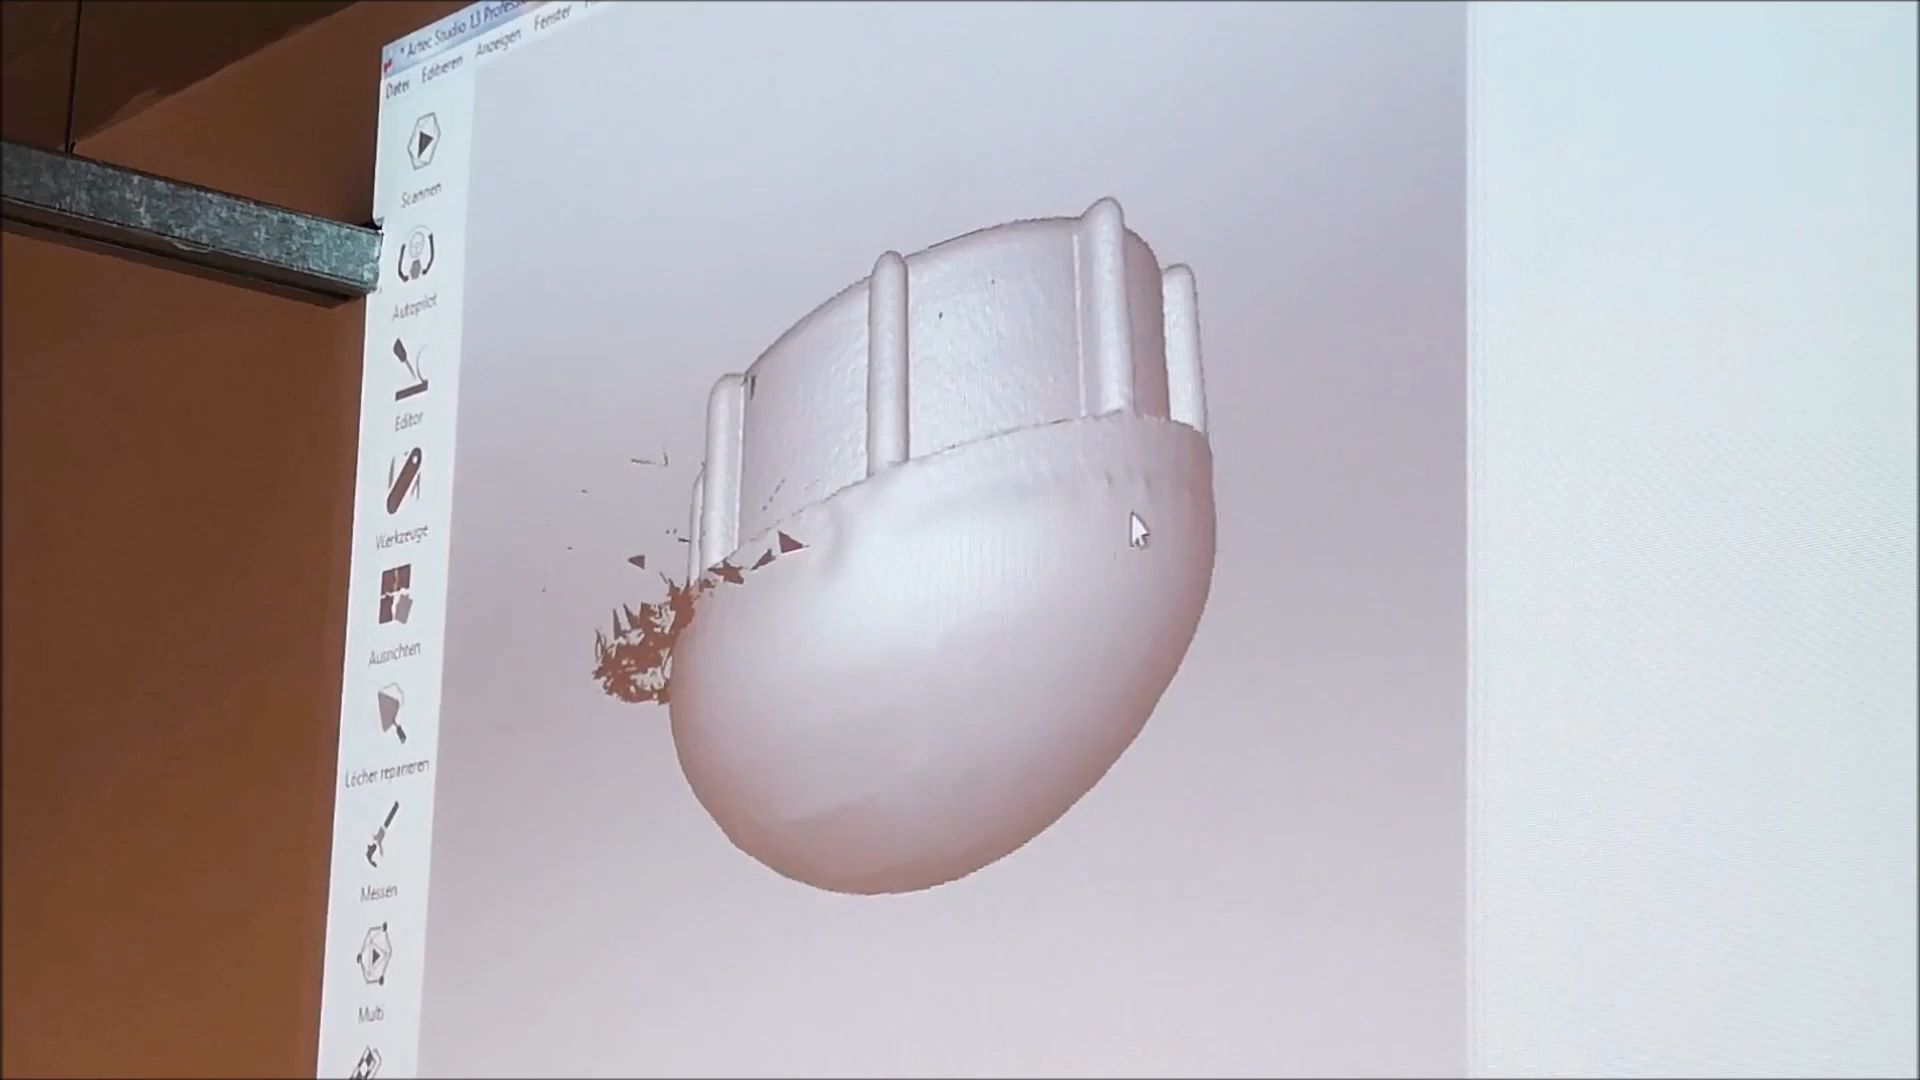 * Artec Studio 13 Professi
Datei Editieren Anzeigen Fenster
Scannen
Autopilot
Editor
Werkzeuge
Ausrichten
Löcher reparieren
Messen
Multi